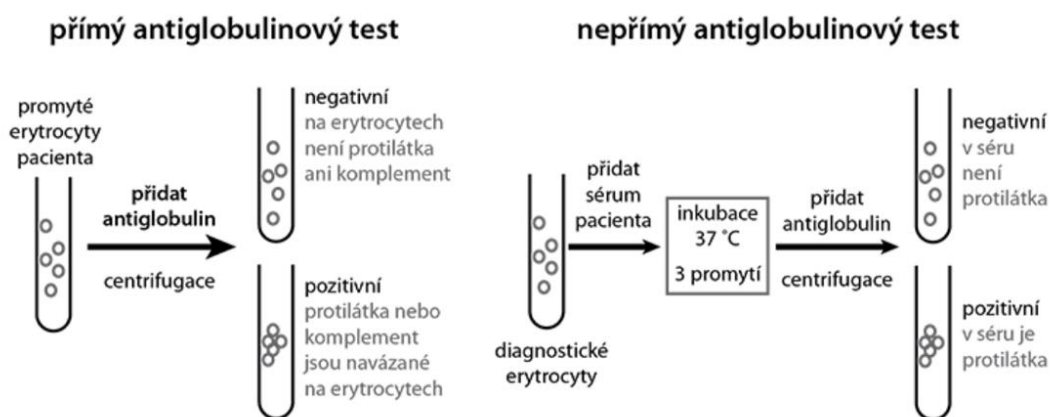 přímý antiglobulinový test
promyté
erytrocyty
pacienta
přidat
antiglobulin
centrifugace
negativní
na erytrocytech
není protilátka
ani komplement
pozitivní
protilátka nebo
komplement
jsou navázané
na erytrocytech
nepřímý antiglobulinový test
diagnostické
erytrocyty
přidat
sérum
pacienta
inkubace
37 ˚C
3 promytí
přidat
antiglobulin
centrifugace
negativní
v séru
není
protilátka
pozitivní
v séru je
protilátka